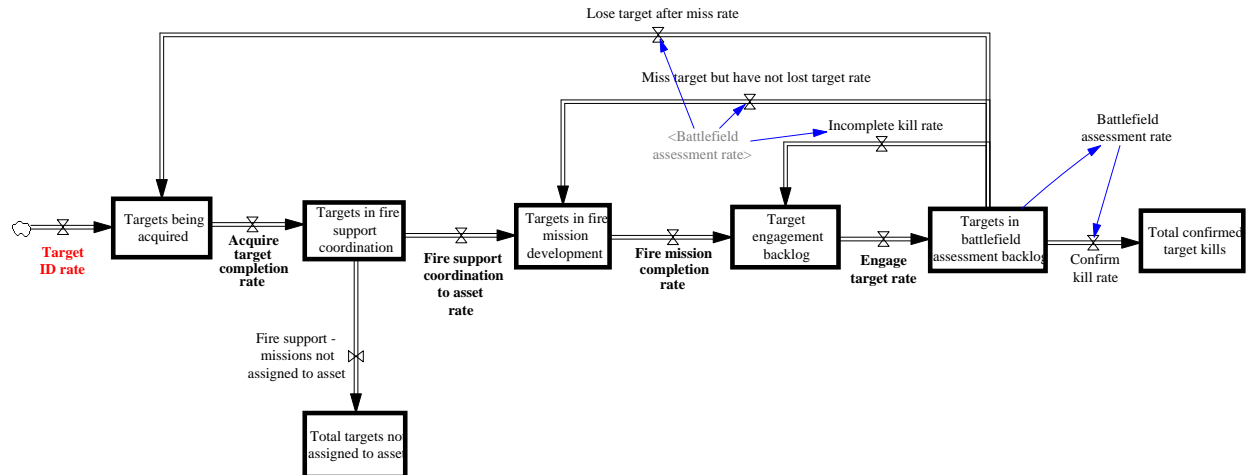 Lose target after miss rate
Miss target but have not lost target rate
<Battlefield
assessment rate>
Incomplete kill rate
Battlefield
assessment rate
Target
ID rate
Targets being
acquired
Acquire
target
completion
rate
Targets in fire
support
coordination
Fire support
coordination
to asset
rate
Targets in fire
mission
development
Fire mission
completion
rate
Target
engagement
backlog
Engage
target rate
Targets in
battlefield
assessment backlog
Confirm
kill rate
Total confirmed
target kills
Fire support -
missions not
assigned to asset
Total targets not
assigned to asset